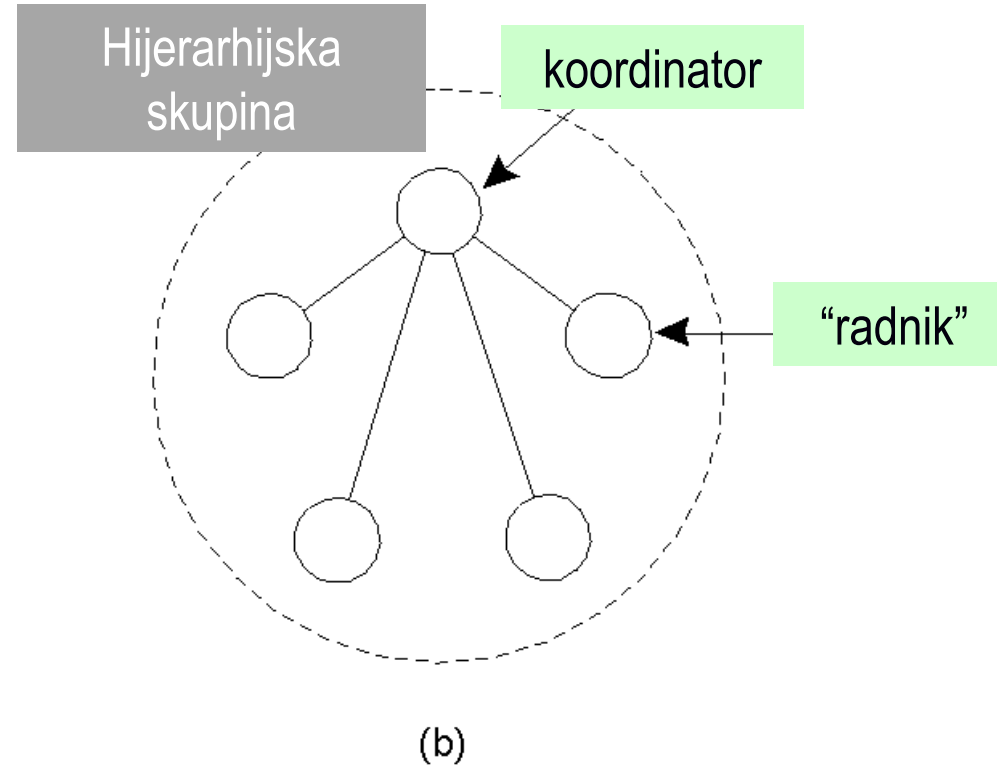 Hijerarhijska
skupina
koordinator
“radnik”
(b)